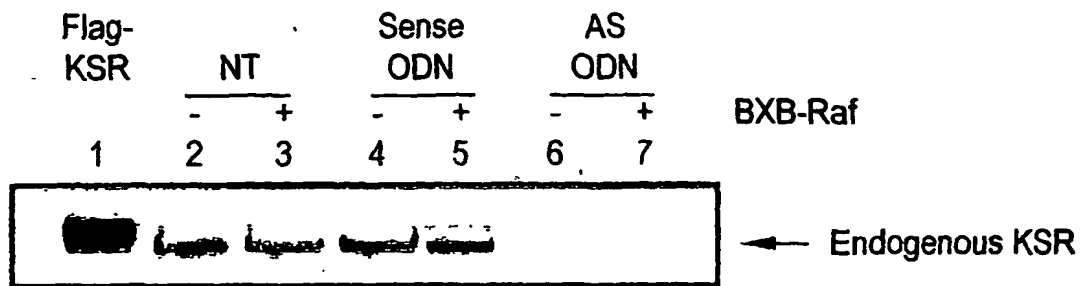 Flag-
KSR
NT
Sense
ODN
AS
ODN
- + - + - + BXB-Raf
1 2 3 4 5 6 7
Endogenous KSR